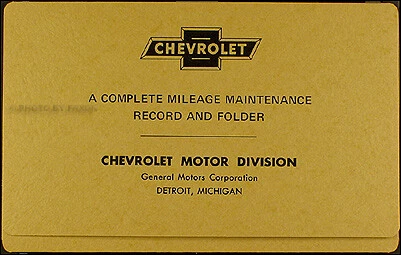 CHEVROLET
A COMPLETE MILEAGE MAINTENANCE
RECORD AND FOLDER
CHEVROLET MOTOR DIVISION
General Motors Corporation
DETROIT, MICHIGAN